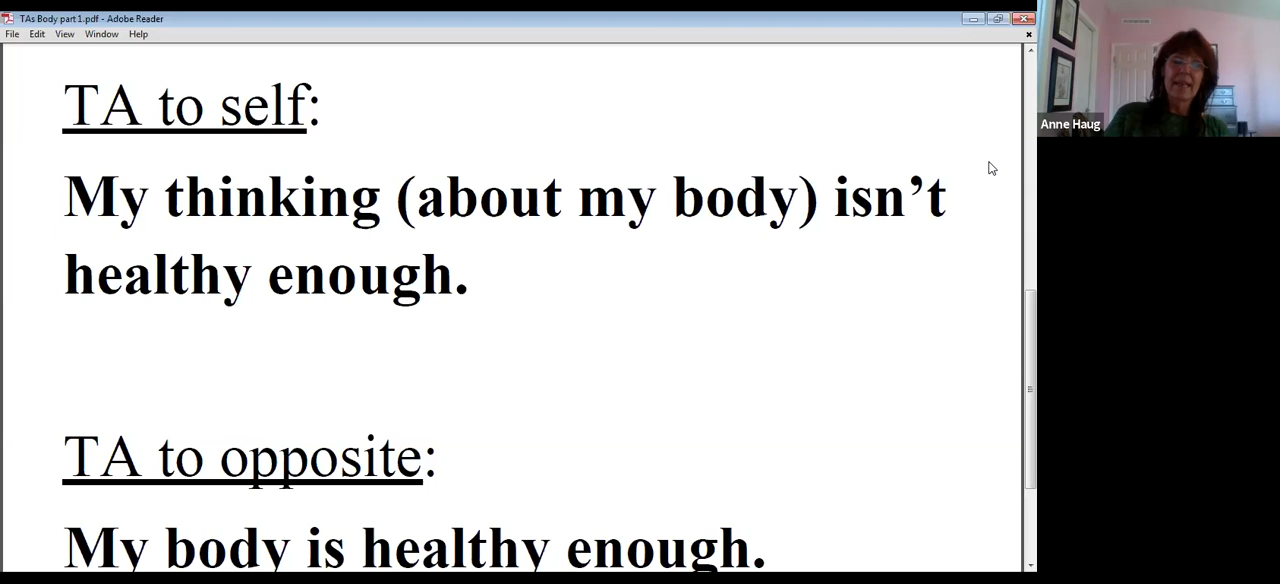 TAs Body part 1.pdf - Adobe Reader
File Edit View Window Help
TA to self:
My thinking (about my body) isn’t
healthy enough.
TA to opposite:
My body is healthy enough.
Anne Haug